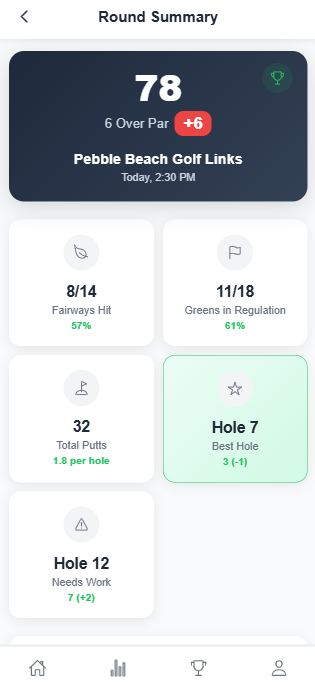 Round Summary
78
6 Over Par +6
Pebble Beach Golf Links
Today, 2:30 PM
8/14
Fairways Hit
57%
11/18
Greens in Regulation
61%
32
Total Putts
1.8 per hole
Hole 7
Best Hole
3 (-1)
Hole 12
Needs Work
7 (+2)